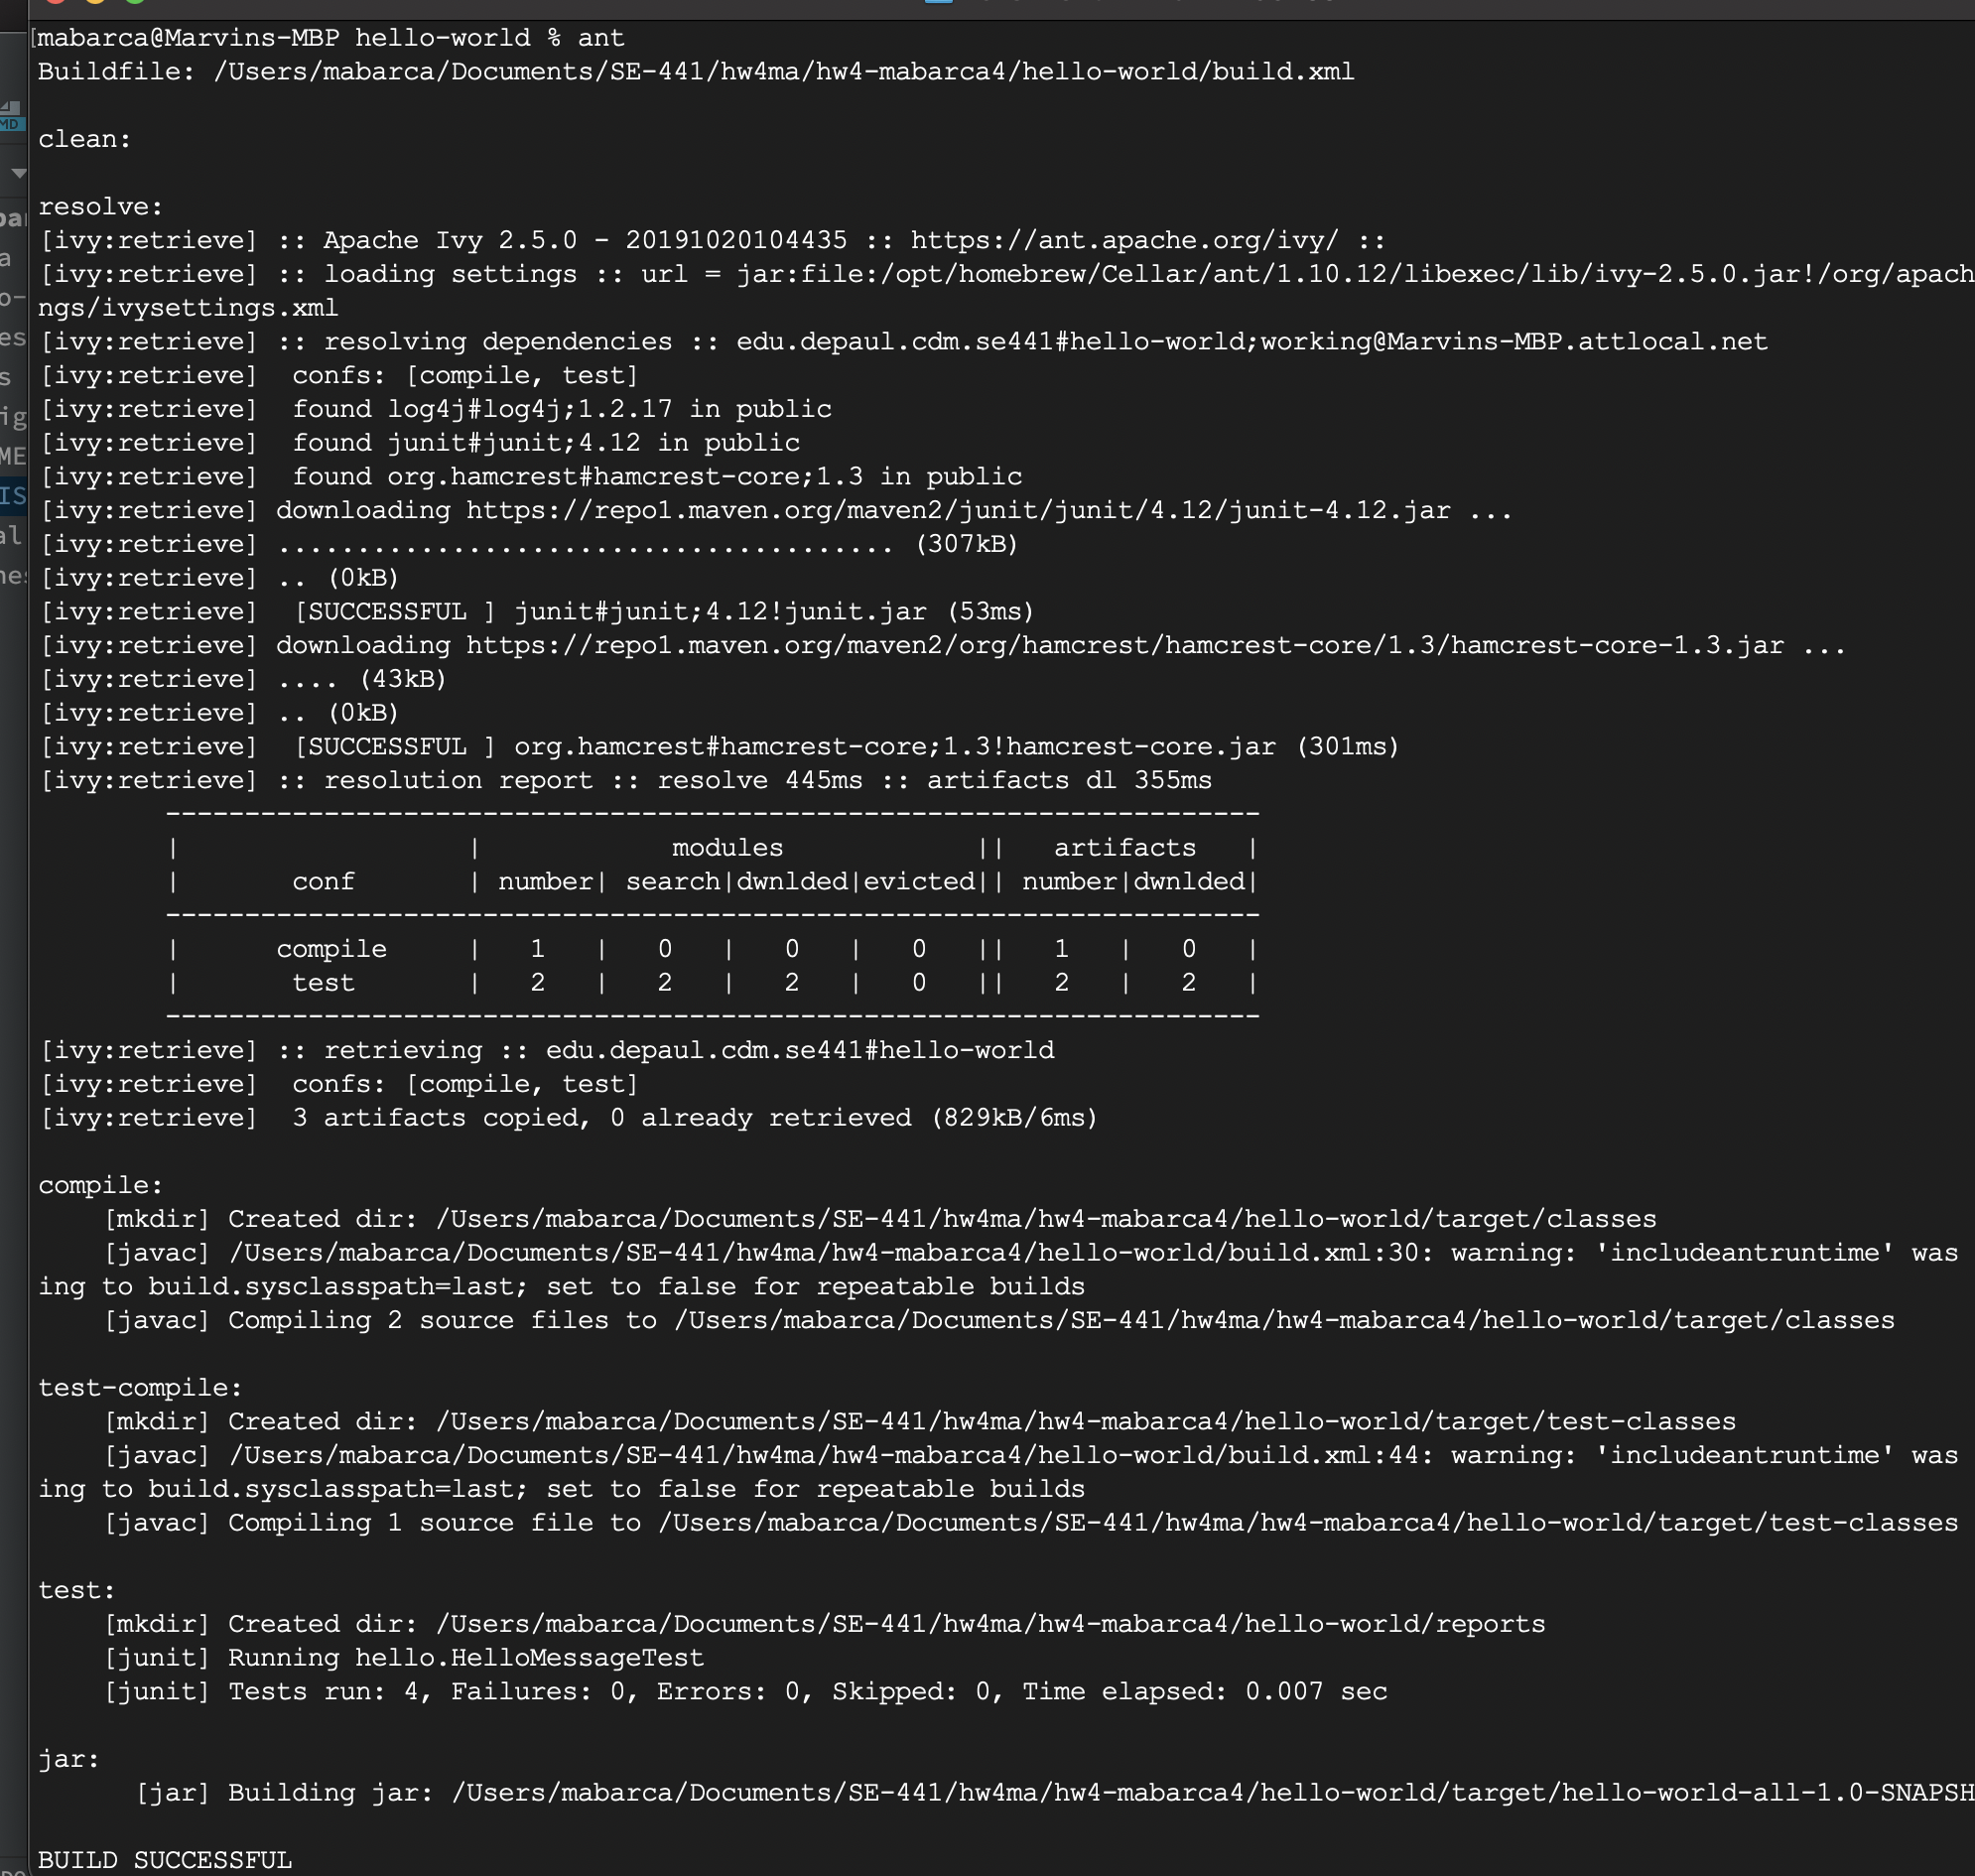 [mabarca@Marvins-MBP hello-world % ant
Buildfile: /Users/mabarca/Documents/SE-441/hw4ma/hw4-mabarca4/hello-world/build.xml
clean:
resolve:
[ivy:retrieve] :: Apache Ivy 2.5.0 - 20191020104435 :: https://ant.apache.org/ivy/ ::
[ivy:retrieve] :: loading settings :: url = jar:file:/opt/homebrew/Cellar/ant/1.10.12/libexec/lib/ivy-2.5.0.jar!/org/apach
ngs/ivysettings.xml
[ivy:retrieve] :: resolving dependencies :: edu.depaul.cdm.se441#hello-world;working@Marvins-MBP.attlocal.net
[ivy:retrieve]  confs: [compile, test]
[ivy:retrieve]  found log4j#log4j;1.2.17 in public
[ivy:retrieve]  found junit#junit;4.12 in public
[ivy:retrieve]  found org.hamcrest#hamcrest-core;1.3 in public
[ivy:retrieve] downloading https://repo1.maven.org/maven2/junit/junit/4.12/junit-4.12.jar ...
[ivy:retrieve] ....................................... (307kB)
[ivy:retrieve] .. (0kB)
[ivy:retrieve]  [SUCCESSFUL ] junit#junit;4.12!junit.jar (53ms)
[ivy:retrieve] downloading https://repo1.maven.org/maven2/org/hamcrest/hamcrest-core/1.3/hamcrest-core-1.3.jar ...
[ivy:retrieve] .... (43kB)
[ivy:retrieve] .. (0kB)
[ivy:retrieve]  [SUCCESSFUL ] org.hamcrest#hamcrest-core;1.3!hamcrest-core.jar (301ms)
[ivy:retrieve] :: resolution report :: resolve 445ms :: artifacts dl 355ms
---------------------------------------------------------------------
|                  |            modules            ||   artifacts   |
|       conf       | number| search|dwnlded|evicted|| number|dwnlded|
---------------------------------------------------------------------
|      compile     |   1   |   0   |   0   |   0   ||   1   |   0   |
|       test       |   2   |   2   |   2   |   0   ||   2   |   2   |
---------------------------------------------------------------------
[ivy:retrieve] :: retrieving :: edu.depaul.cdm.se441#hello-world
[ivy:retrieve]  confs: [compile, test]
[ivy:retrieve]  3 artifacts copied, 0 already retrieved (829kB/6ms)
compile:
[mkdir] Created dir: /Users/mabarca/Documents/SE-441/hw4ma/hw4-mabarca4/hello-world/target/classes
[javac] /Users/mabarca/Documents/SE-441/hw4ma/hw4-mabarca4/hello-world/build.xml:30: warning: 'includeantruntime' was
ing to build.sysclasspath=last; set to false for repeatable builds
[javac] Compiling 2 source files to /Users/mabarca/Documents/SE-441/hw4ma/hw4-mabarca4/hello-world/target/classes
test-compile:
[mkdir] Created dir: /Users/mabarca/Documents/SE-441/hw4ma/hw4-mabarca4/hello-world/target/test-classes
[javac] /Users/mabarca/Documents/SE-441/hw4ma/hw4-mabarca4/hello-world/build.xml:44: warning: 'includeantruntime' was
ing to build.sysclasspath=last; set to false for repeatable builds
[javac] Compiling 1 source file to /Users/mabarca/Documents/SE-441/hw4ma/hw4-mabarca4/hello-world/target/test-classes
test:
[mkdir] Created dir: /Users/mabarca/Documents/SE-441/hw4ma/hw4-mabarca4/hello-world/reports
[junit] Running hello.HelloMessageTest
[junit] Tests run: 4, Failures: 0, Errors: 0, Skipped: 0, Time elapsed: 0.007 sec
jar:
[jar] Building jar: /Users/mabarca/Documents/SE-441/hw4ma/hw4-mabarca4/hello-world/target/hello-world-all-1.0-SNAPSH
BUILD SUCCESSFUL